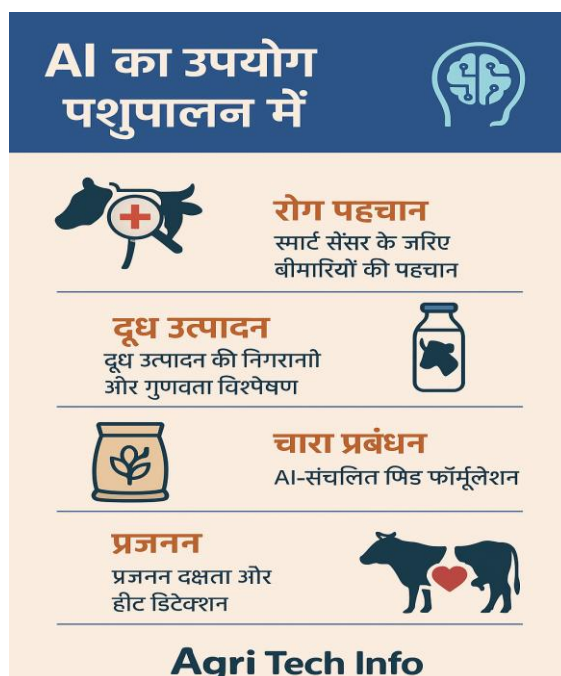 AI का उपयोग
पशुपालन में
रोग पहचान
स्मार्ट सेंसर के जरिए
बीमारियों की पहचान
दूध उत्पादन
दूध उत्पादन की निगरानाी
ओर गुणवता विश्पेषण
चारा प्रबंधन
AI-संचलित फिड फॉर्मूलेशन
प्रजनन
प्रजनन दक्षता ओर
हीट डिटेक्शन
Agri Tech Info